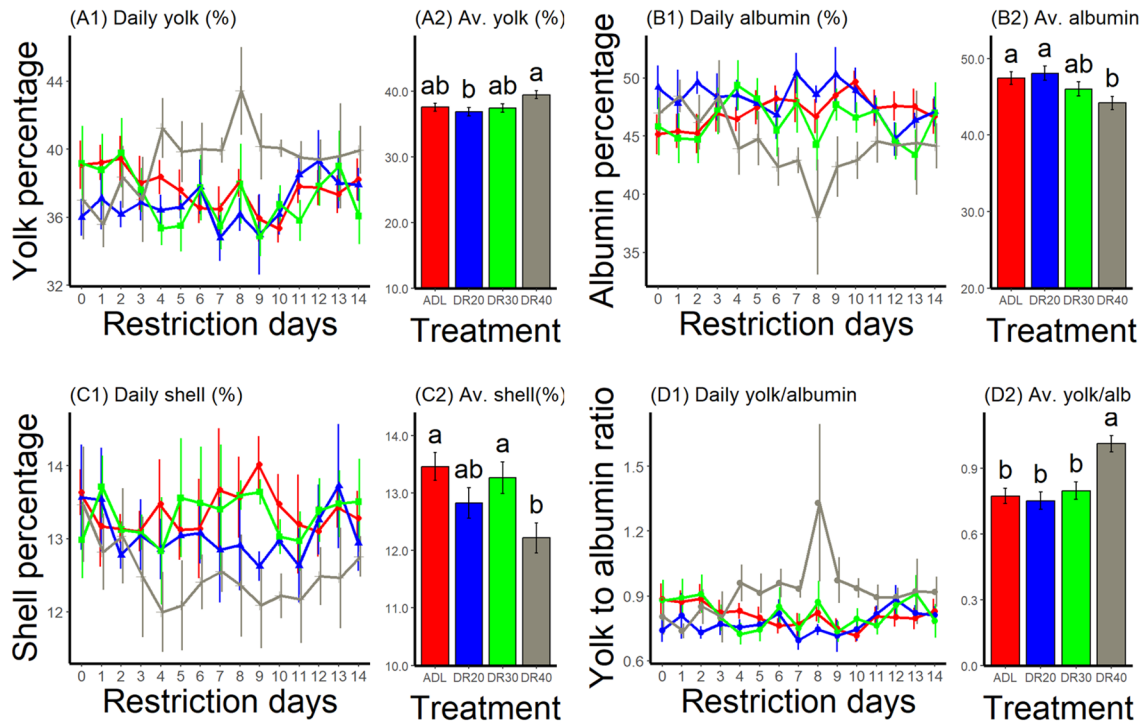 (A1) Daily yolk (%)
(A2) Av. yolk (%)
(B1) Daily albumin (%)
(B2) Av. albumin
Yolk percentage
44
40
36
32
0 1 2 3 4 5 6 7 8 9 10 11 12 13 14
Restriction days
40.0
30.0
20.0
10.0
ab b ab a
ADL DR20 DR30 DR40
Treatment
Albumin percentage
50
45
40
35
0 1 2 3 4 5 6 7 8 9 10 11 12 13 14
Restriction days
50.0
40.0
30.0
20.0
a a ab b
ADL DR20 DR30 DR40
Treatment
(C1) Daily shell (%)
(C2) Av. shell(%)
(D1) Daily yolk/albumin
(D2) Av. yolk/alb
Shell percentage
14
13
12
0 1 2 3 4 5 6 7 8 9 10 11 12 13 14
Restriction days
14.0
13.0
12.0
11.0
10.0
a ab a b
ADL DR20 DR30 DR40
Treatment
Yolk to albumin ratio
1.5
1.2
0.9
0.6
0 1 2 3 4 5 6 7 8 9 10 11 12 13 14
Restriction days
0.9
0.6
0.3
0.0
b b b a
ADL DR20 DR30 DR40
Treatment